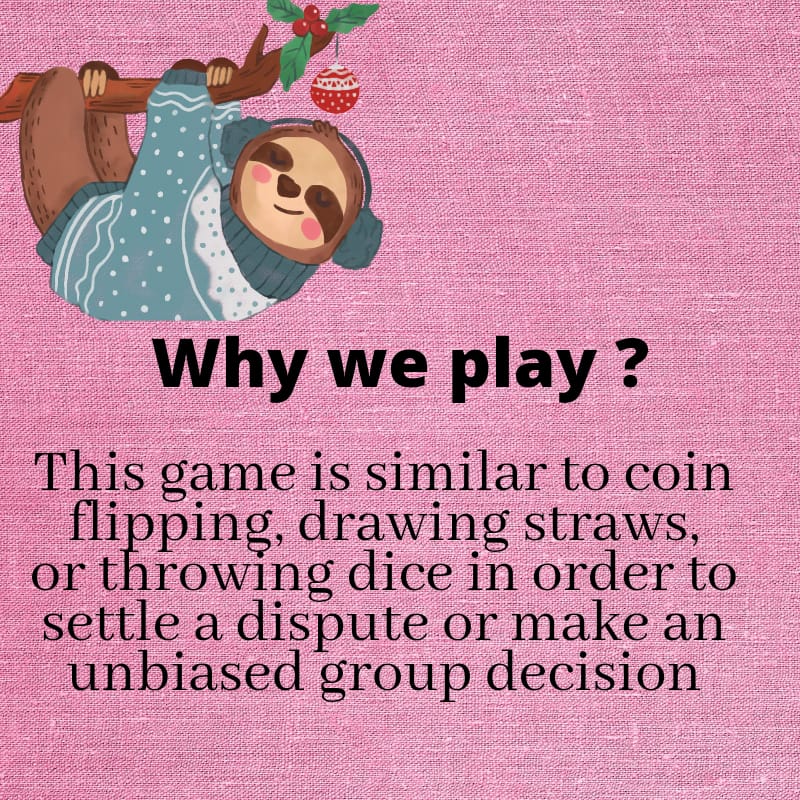 Why we play ?
This game is similar to coin
flipping, drawing straws,
or throwing dice in order to
settle a dispute or make an
unbiased group decision